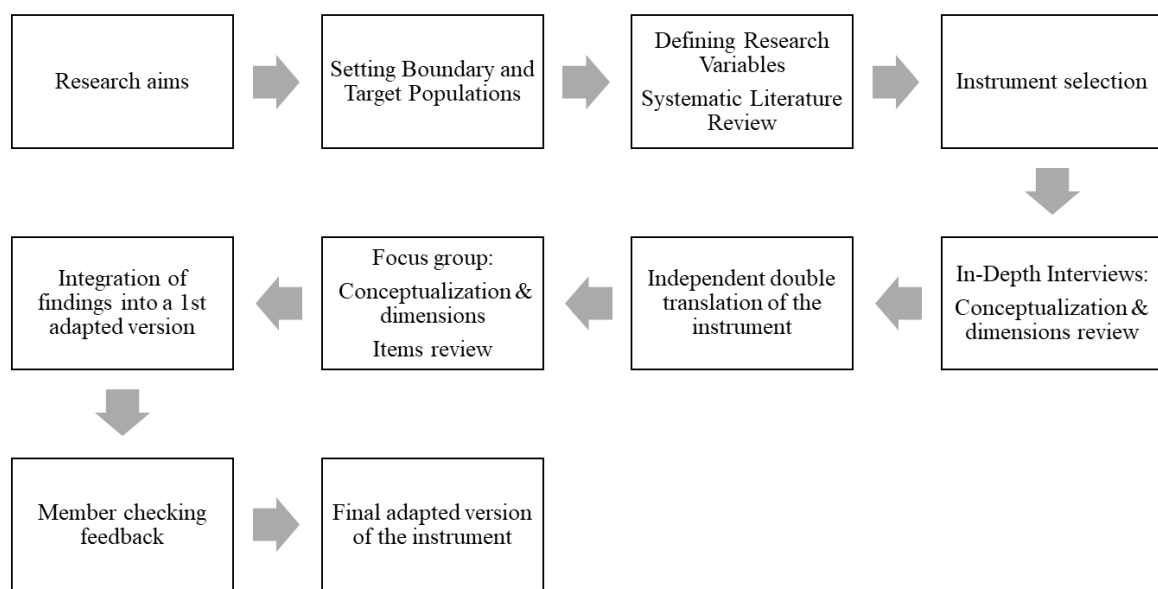 Research aims
Setting Boundary and
Target Populations
Defining Research
Variables
Systematic Literature
Review
Instrument selection
In-Depth Interviews:
Conceptualization &
dimensions review
Independent double
translation of the
instrument
Focus group:
Conceptualization &
dimensions
Items review
Integration of
findings into a 1st
adapted version
Member checking
feedback
Final adapted version
of the instrument